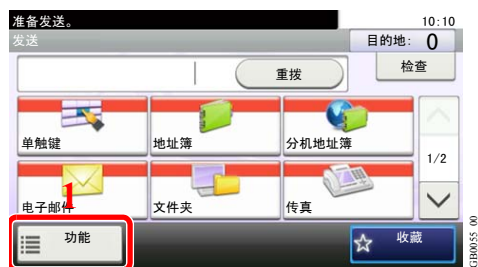 准备发送。 10:10
发送 目的地: 0
重拨 检查
单触键 地址簿 分机地址簿
1/2
1
电子邮件 文件夹 传真
功能 收藏
GB0055_00